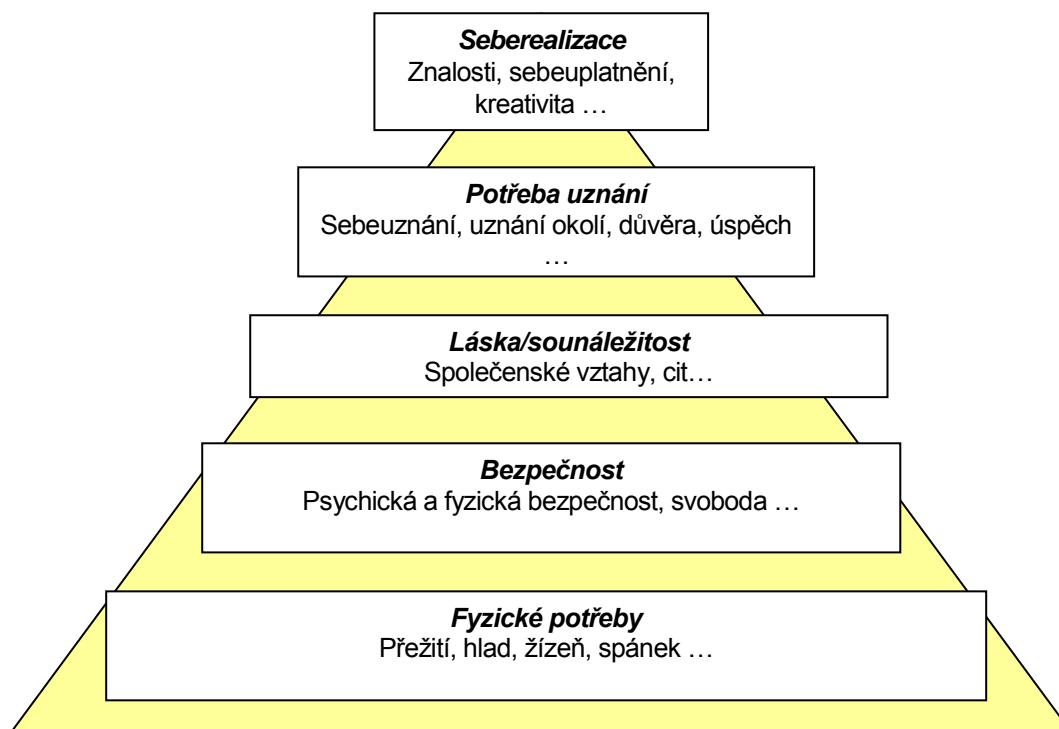 Seberealizace
Znalosti, sebeuplatnění,
kreativita …
Potřeba uznání
Sebeuznání, uznání okolí, důvěra, úspěch
…
Láska/sounáležitost
Společenské vztahy, cit…
Bezpečnost
Psychická a fyzická bezpečnost, svoboda …
Fyzické potřeby
Přežití, hlad, žízeň, spánek …